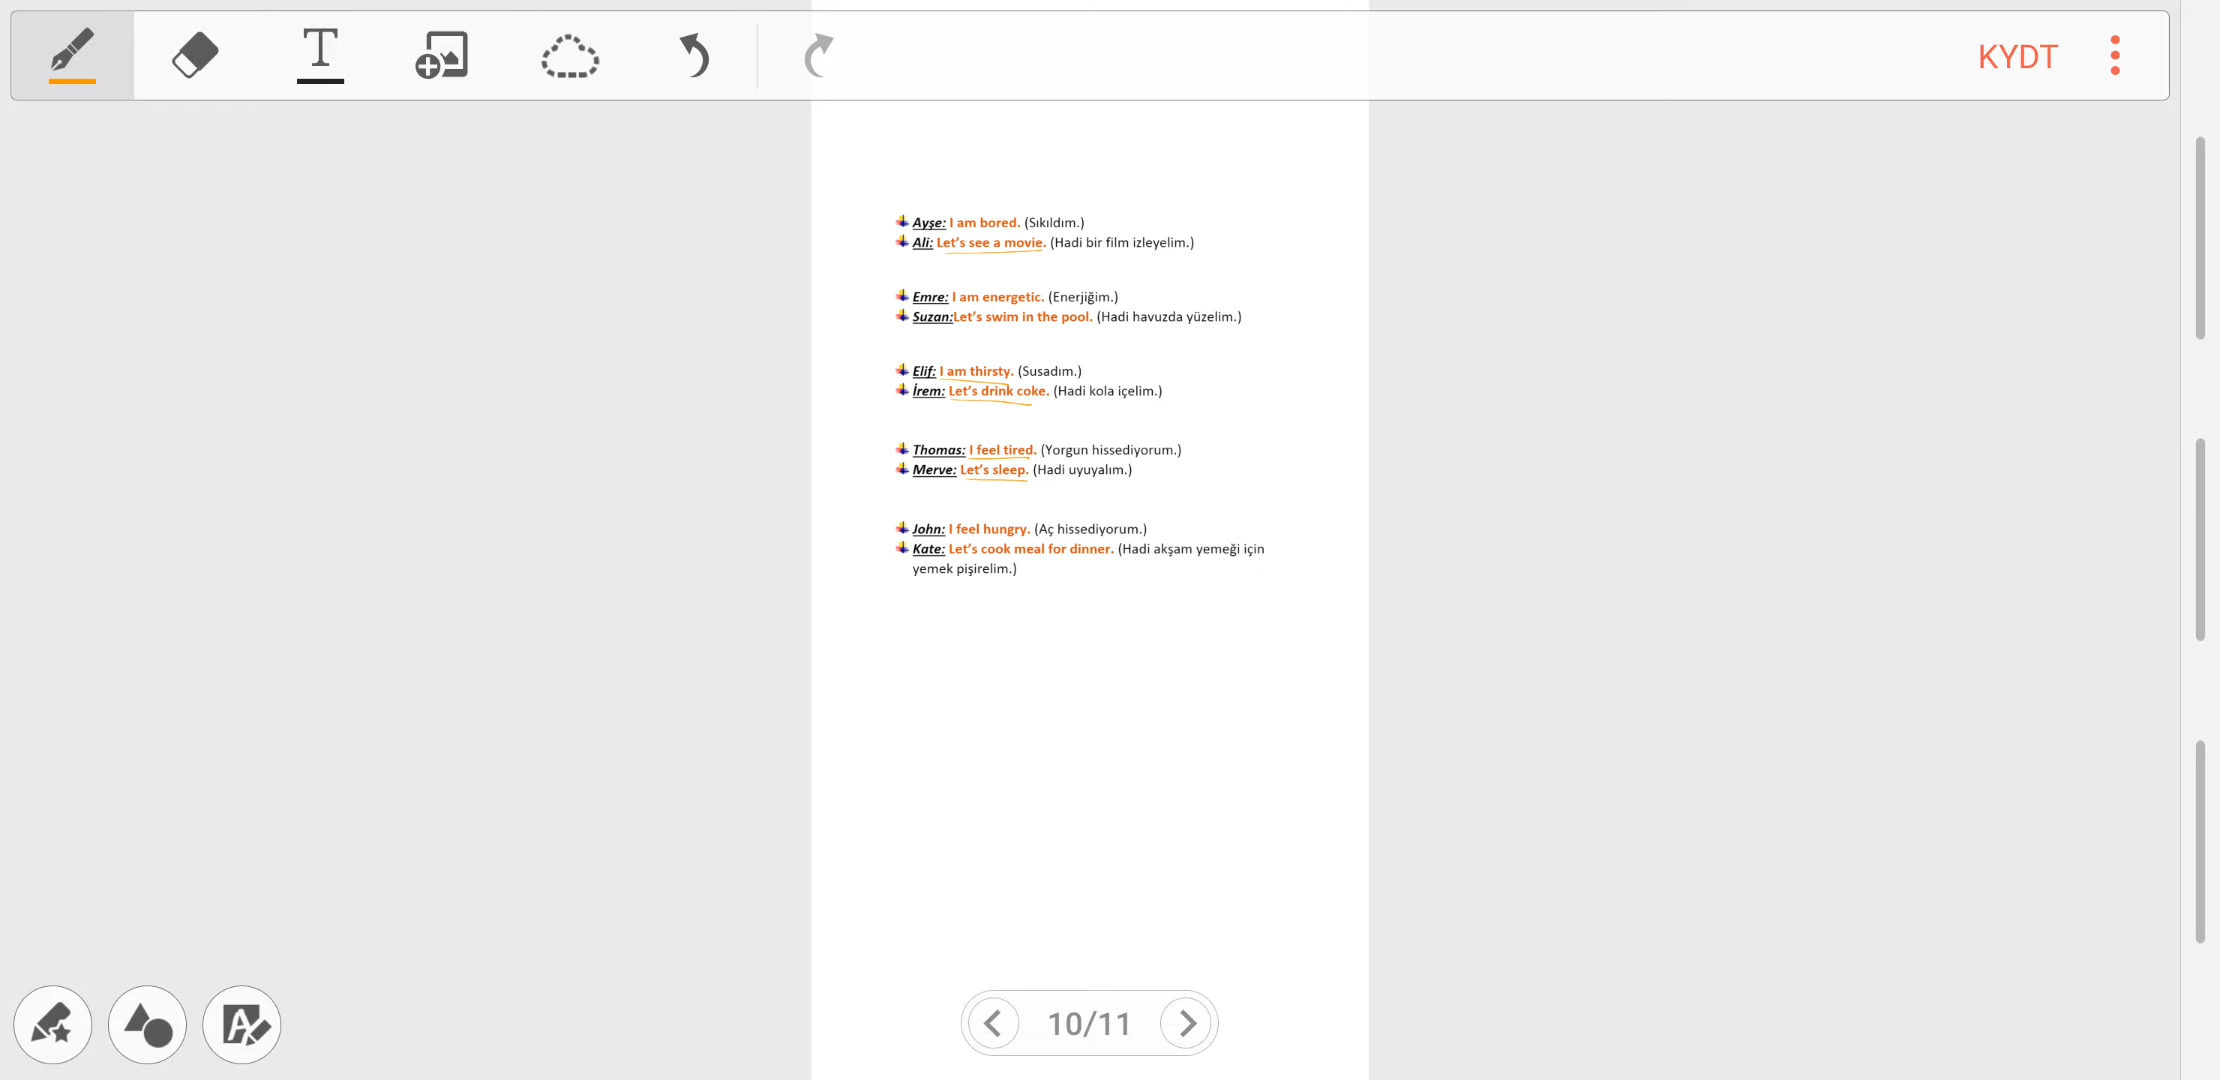 T
KYDT
Ayşe: I am bored. (Sıkıldım.)
Ali: Let’s see a movie. (Hadi bir film izleyelim.)
Emre: I am energetic. (Enerjiğim.)
Suzan:Let’s swim in the pool. (Hadi havuzda yüzelim.)
Elif: I am thirsty. (Susadım.)
İrem: Let’s drink coke. (Hadi kola içelim.)
Thomas: I feel tired. (Yorgun hissediyorum.)
Merve: Let’s sleep. (Hadi uyuyalım.)
John: I feel hungry. (Aç hissediyorum.)
Kate: Let’s cook meal for dinner. (Hadi akşam yemeği için
yemek pişirelim.)
A
10/11